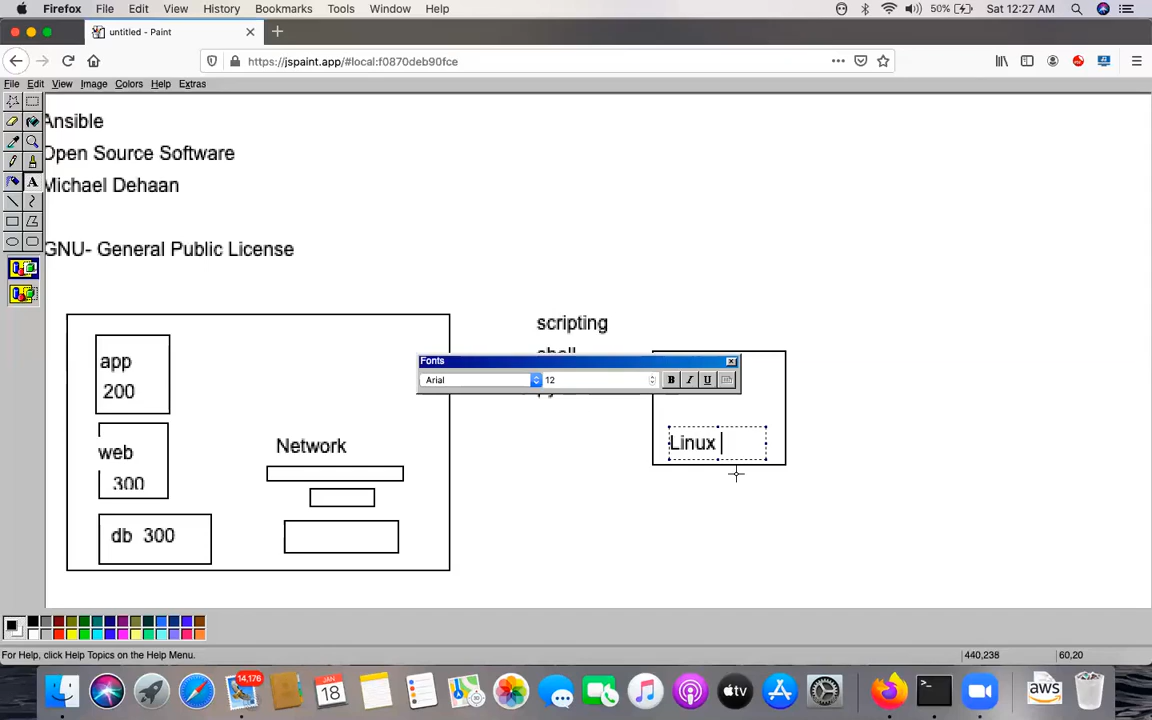 Firefox File Edit View History Bookmarks Tools Window Help 50% Sat 12:27 AM
untitled - Paint
https://jspaint.app/#local:f0870deb90fce
File Edit View Image Colors Help Extras
Ansible
Open Source Software
Michael Dehaan
GNU- General Public License
scripting
shell
Fonts
Arial 12 B I U
app
200
web
300
db 300
Network
Linux
For Help, click Help Topics on the Help Menu. 440,238 60,20
14,176
JAN
18
tv
aws